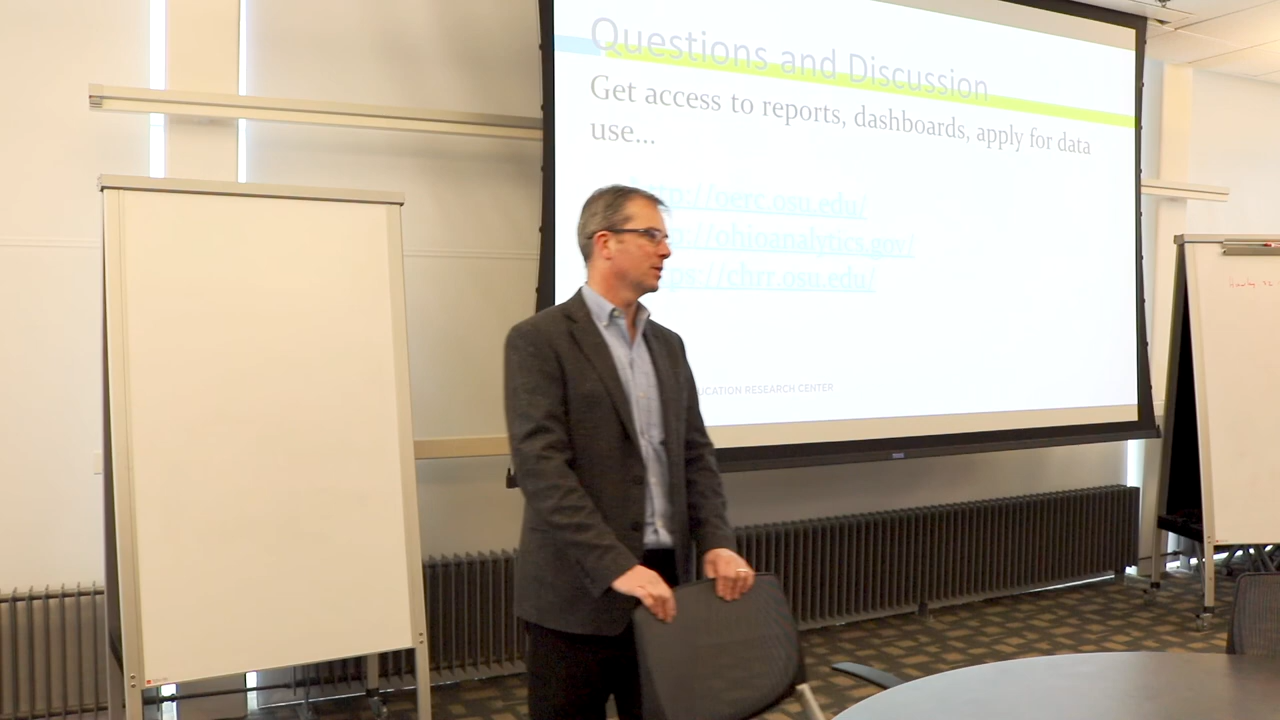 Questions and Discussion
Get access to reports, dashboards, apply for data
use...
http://oerc.osu.edu/
p://ohioanalytics.gov/
ps://chrr.osu.edu/
UCATION RESEARCH CENTER